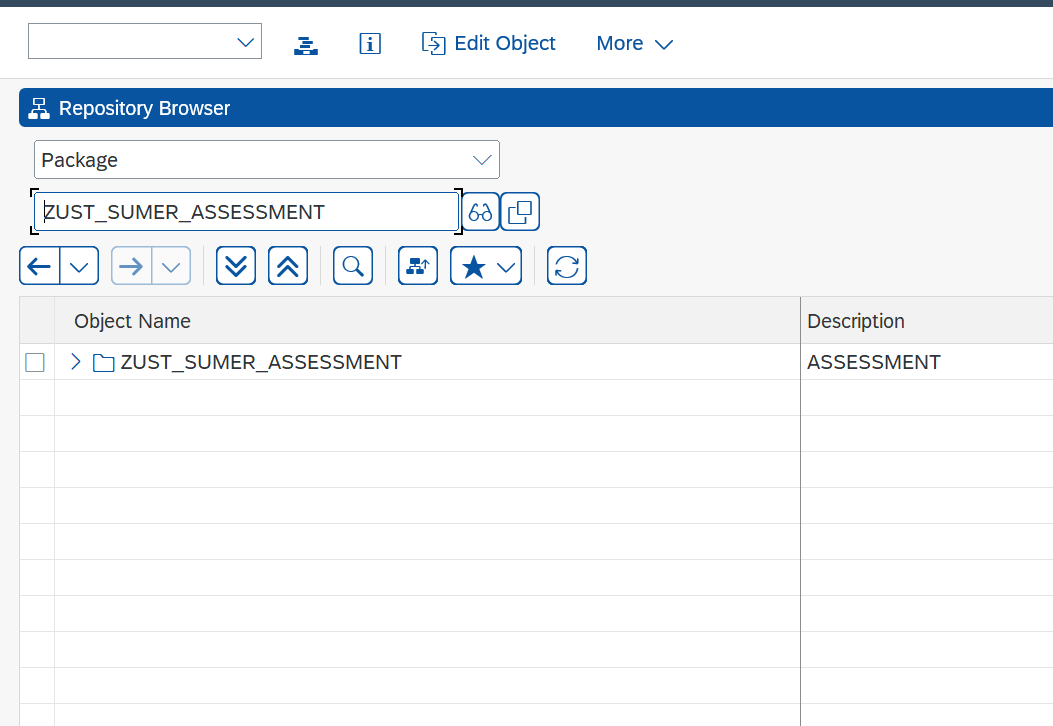 Edit Object More
Repository Browser
Package
ZUST_SUMER_ASSESSMENT
Object Name Description
ZUST_SUMER_ASSESSMENT ASSESSMENT